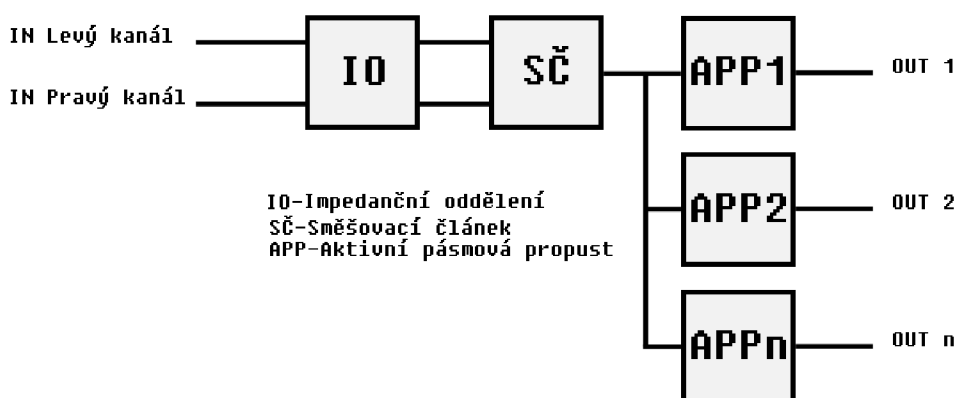 IN Levý kanál
IN Pravý kanál
IO
SČ
APP1
OUT 1
APP2
OUT 2
APPn
OUT n
IO-Impedanční oddělení
SČ-Směšovací článek
APP-Aktivní pásmová propust